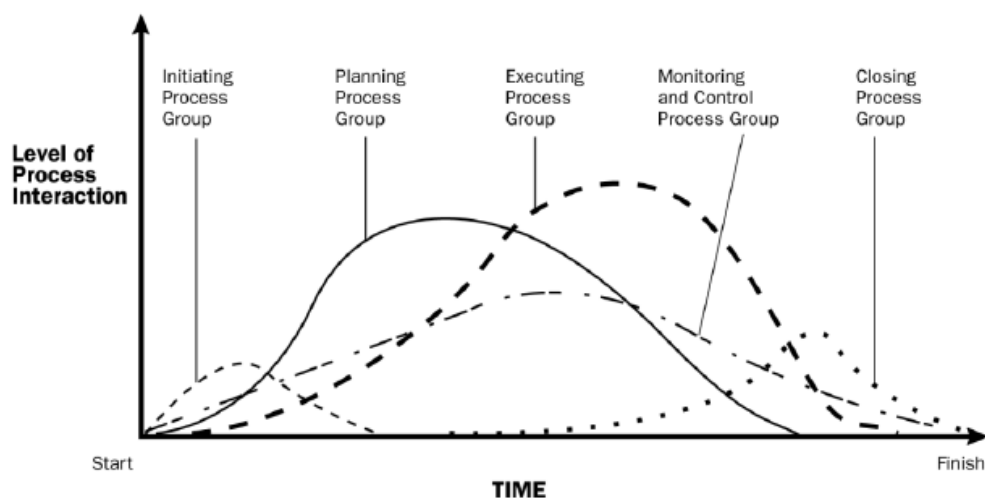 Initiating
Process
Group
Planning
Process
Group
Executing
Process
Group
Monitoring
and Control
Process Group
Closing
Process
Group
Level of
Process
Interaction
Start
Finish
TIME